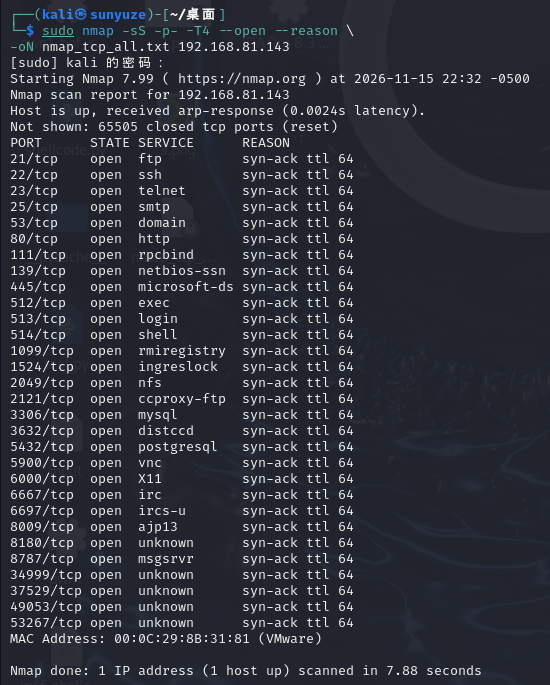 ┌──(kali㉿sunyuze)-[~/桌面]
└─$ sudo nmap -sS -p- -T4 --open --reason \
-oN nmap_tcp_all.txt 192.168.81.143
[sudo] kali 的密码：
Starting Nmap 7.99 ( https://nmap.org ) at 2026-11-15 22:32 -0500
Nmap scan report for 192.168.81.143
Host is up, received arp-response (0.0024s latency).
Not shown: 65505 closed tcp ports (reset)
PORT      STATE SERVICE      REASON
21/tcp    open  ftp          syn-ack ttl 64
22/tcp    open  ssh          syn-ack ttl 64
23/tcp    open  telnet       syn-ack ttl 64
25/tcp    open  smtp         syn-ack ttl 64
53/tcp    open  domain       syn-ack ttl 64
80/tcp    open  http         syn-ack ttl 64
111/tcp   open  rpcbind      syn-ack ttl 64
139/tcp   open  netbios-ssn  syn-ack ttl 64
445/tcp   open  microsoft-ds syn-ack ttl 64
512/tcp   open  exec         syn-ack ttl 64
513/tcp   open  login        syn-ack ttl 64
514/tcp   open  shell        syn-ack ttl 64
1099/tcp  open  rmiregistry  syn-ack ttl 64
1524/tcp  open  ingreslock   syn-ack ttl 64
2049/tcp  open  nfs          syn-ack ttl 64
2121/tcp  open  ccproxy-ftp  syn-ack ttl 64
3306/tcp  open  mysql        syn-ack ttl 64
3632/tcp  open  distccd      syn-ack ttl 64
5432/tcp  open  postgresql   syn-ack ttl 64
5900/tcp  open  vnc          syn-ack ttl 64
6000/tcp  open  X11          syn-ack ttl 64
6667/tcp  open  irc          syn-ack ttl 64
6697/tcp  open  ircs-u       syn-ack ttl 64
8009/tcp  open  ajp13        syn-ack ttl 64
8180/tcp  open  unknown      syn-ack ttl 64
8787/tcp  open  msgsrvr      syn-ack ttl 64
34999/tcp open  unknown      syn-ack ttl 64
37529/tcp open  unknown      syn-ack ttl 64
49053/tcp open  unknown      syn-ack ttl 64
53267/tcp open  unknown      syn-ack ttl 64
MAC Address: 00:0C:29:8B:31:81 (VMware)
Nmap done: 1 IP address (1 host up) scanned in 7.88 seconds